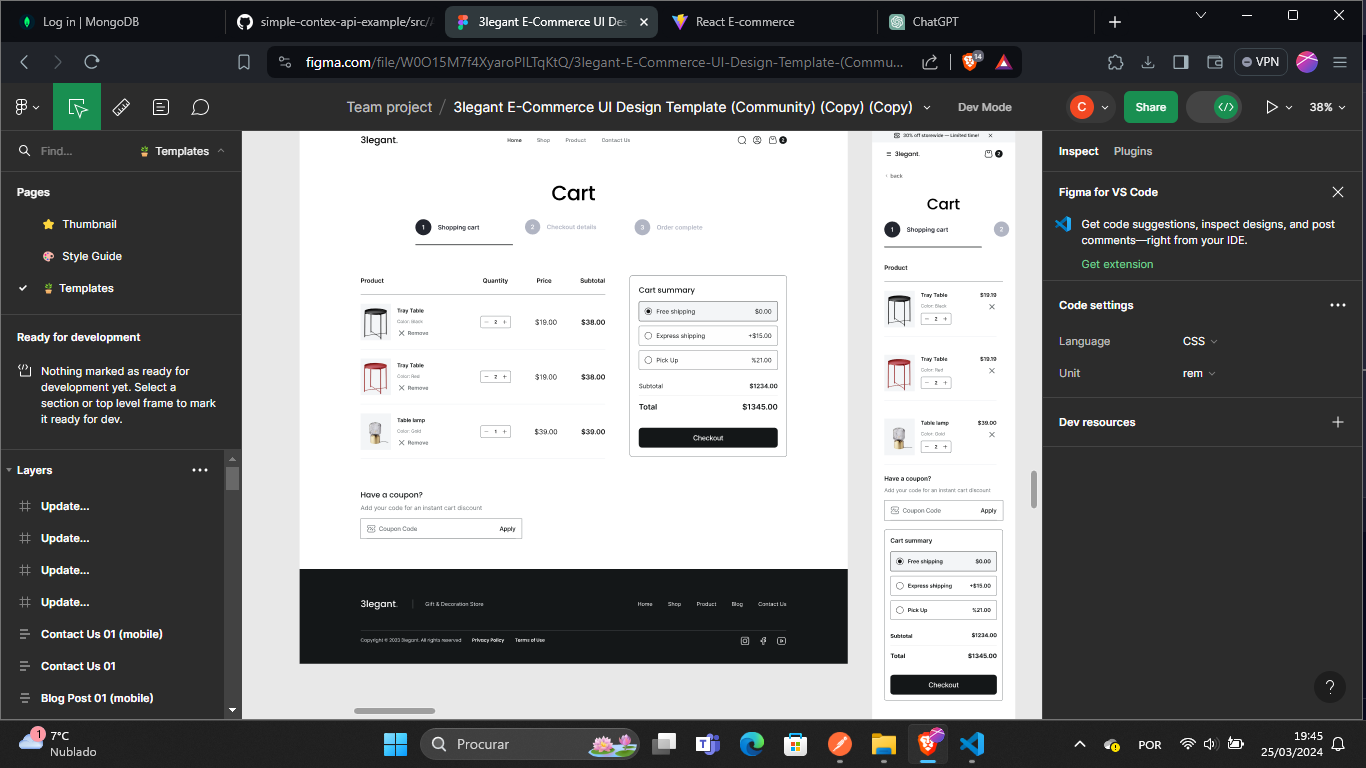 Log in | MongoDB
simple-contex-api-example/src/
3legant E-Commerce UI Des
React E-commerce
ChatGPT
figma.com/file/W0O15M7f4XyaroPILTqKtQ/3legant-E-Commerce-UI-Design-Template-(Commu...
14
VPN
Team project / 3legant E-Commerce UI Design Template (Community) (Copy) (Copy)
Dev Mode
C
Share
38%
Find...
Templates
Pages
Thumbnail
Style Guide
Templates
Ready for development
Nothing marked as ready for
development yet. Select a
section or top level frame to mark
it ready for dev.
Layers
Update...
Update...
Update...
Update...
Contact Us 01 (mobile)
Contact Us 01
Blog Post 01 (mobile)
3legant.
Home Shop Product Contact Us
2
Cart
1 Shopping cart
2 Checkout details
3 Order complete
Product Quantity Price Subtotal
Tray Table
Color: Black
Remove
2 $19.00 $38.00
Tray Table
Color: Red
Remove
2 $19.00 $38.00
Table lamp
Color: Gold
Remove
1 $39.00 $39.00
Cart summary
Free shipping $0.00
Express shipping +$15.00
Pick Up %21.00
Subtotal $1234.00
Total $1345.00
Checkout
Have a coupon?
Add your code for an instant cart discount
Coupon Code Apply
3legant.
Gift & Decoration Store
Home Shop Product Blog Contact Us
Copyright © 2023 3legant. All rights reserved
Privacy Policy
Terms of Use
30% off storewide — Limited time!
3legant.
2
back
Cart
1 Shopping cart
2
Product
Tray Table $19.19
Color: Black
2
Tray Table $19.19
Color: Red
2
Table lamp $39.00
Color: Gold
2
Have a coupon?
Add your code for an instant cart discount
Coupon Code Apply
Cart summary
Free shipping $0.00
Express shipping +$15.00
Pick Up %21.00
Subtotal $1234.00
Total $1345.00
Checkout
Inspect Plugins
Figma for VS Code
Get code suggestions, inspect designs, and post
comments—right from your IDE.
Get extension
Code settings
Language CSS
Unit rem
Dev resources
?
1
7°C
Nublado
Procurar
POR
19:45
25/03/2024